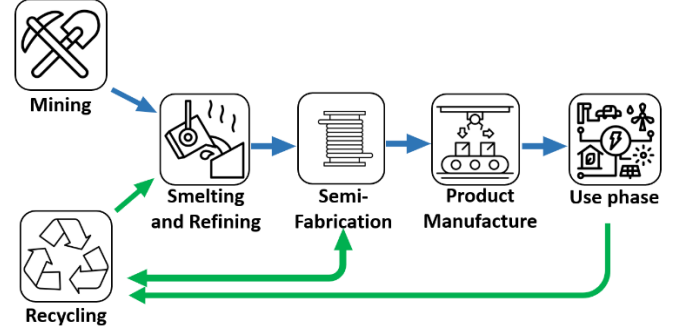 Mining
Smelting
and Refining
Semi-
Fabrication
Product
Manufacture
Use phase
Recycling